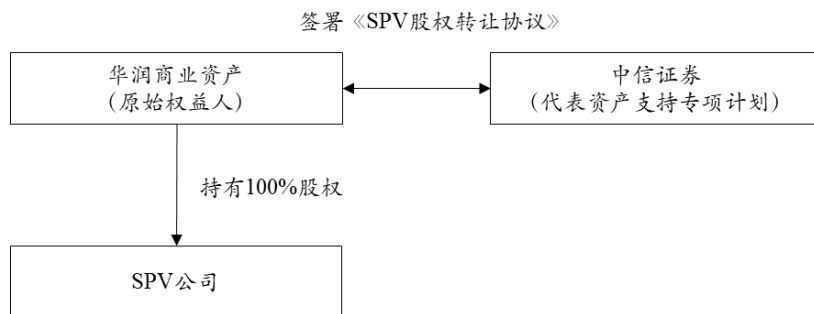 签署《SPV股权转让协议》
华润商业资产
（原始权益人）
中信证券
（代表资产支持专项计划）
持有100%股权
SPV公司